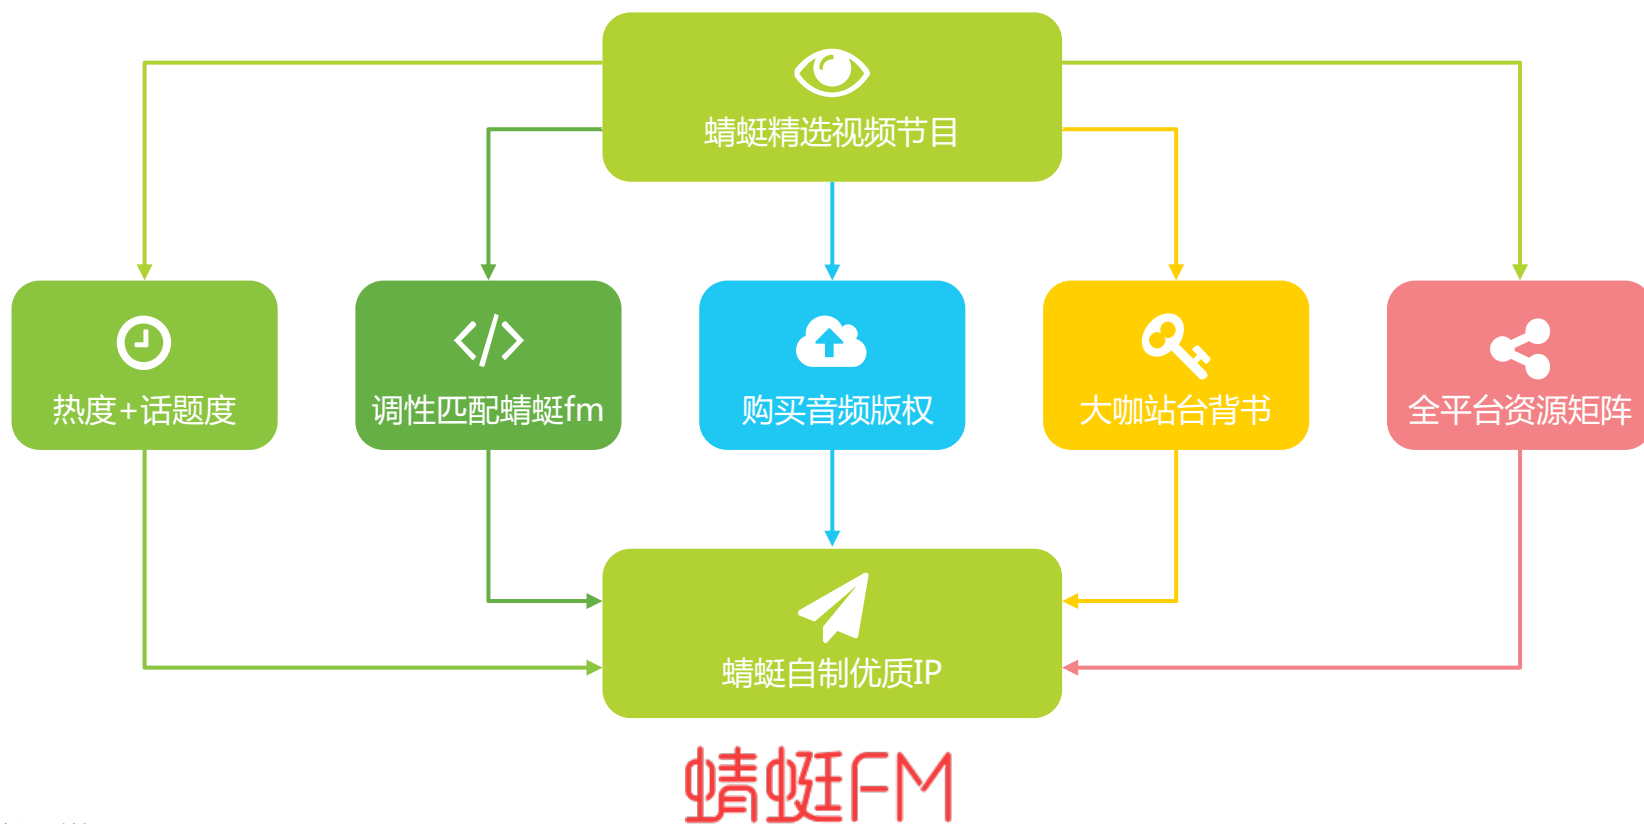 蜻蜓精选视频节目
热度+话题度
调性匹配蜻蜓fm
购买音频版权
大咖站台背书
全平台资源矩阵
蜻蜓自制优质IP
蜻蜓FM